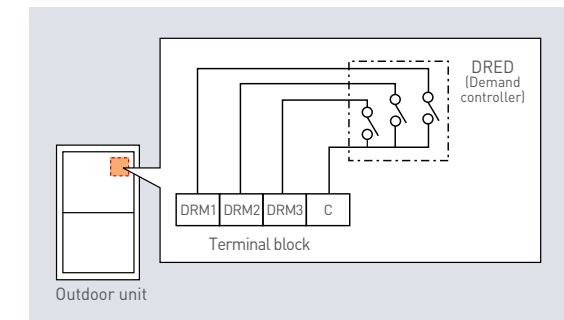 DRED
(Demand
controller)
DRM1 DRM2 DRM3 C
Terminal block
Outdoor unit